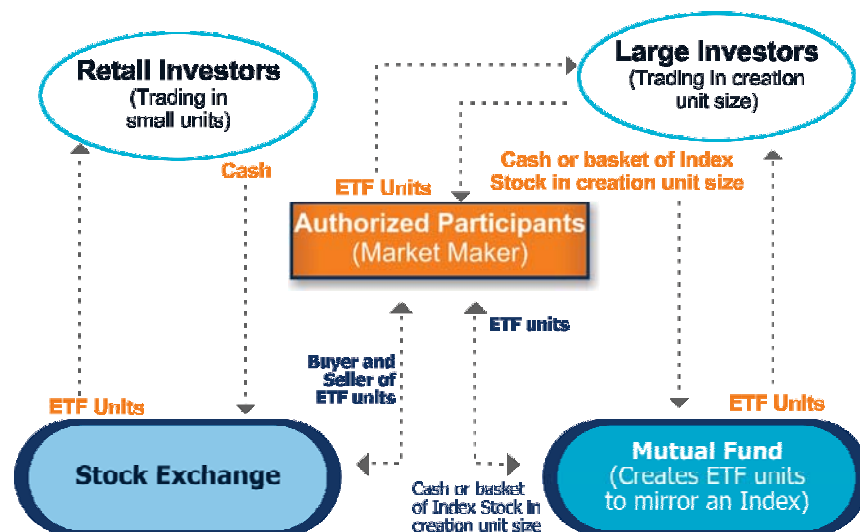 Retail Investors
(Trading in
small units)
Large Investors
(Trading in creation
unit size)
Cash
ETF Units
Cash or basket of Index
Stock in creation unit size
Authorized Participants
(Market Maker)
ETF units
Buyer and
Seller of
ETF units
ETF Units
ETF Units
Stock Exchange
Cash or basket
of Index Stock in
creation unit size
Mutual Fund
(Creates ETF units
to mirror an Index)